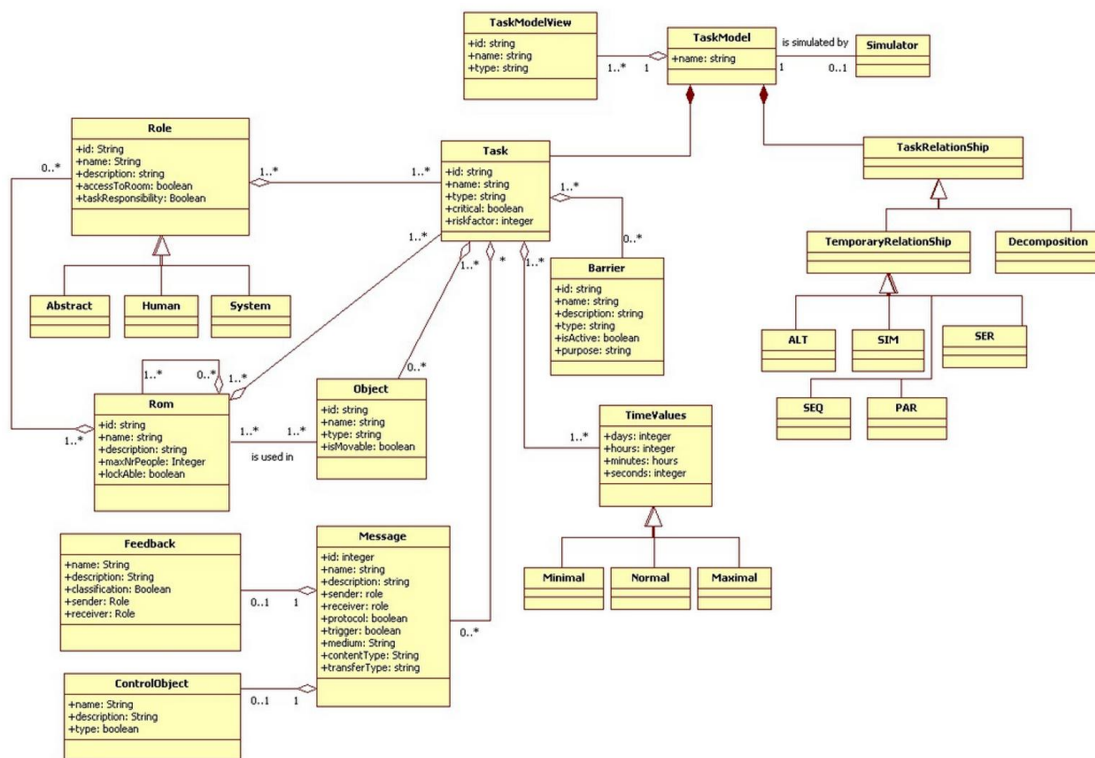 TaskModelView
+id: string
+name: string
+type: string
1..*
1
TaskModel
+name: string
is simulated by
1
0..1
Simulator
Role
+id: String
+name: String
+description: string
+accessToRoom: boolean
+taskResponsibility: Boolean
0..*
1..*
1..*
Task
+id: string
+name: string
+type: string
+critical: boolean
+riskfactor: integer
1..*
0..*
TaskRelationShip
TemporaryRelationShip
Decomposition
ALT
SIM
SER
SEQ
PAR
Abstract
Human
System
1..*
1..*
*
1..*
Barrier
+id: string
+name: string
+description: string
+type: string
+isActive: boolean
+purpose: string
1..*
0..*
1..*
0..*
Rom
+id: string
+name: string
+description: string
+maxNrPeople: Integer
+lockAble: boolean
1..*
1..*
1..*
is used in
Object
+id: string
+name: string
+type: string
+isMovable: boolean
TimeValues
+days: integer
+hours: integer
+minutes: hours
+seconds: integer
1..*
Minimal
Normal
Maximal
Feedback
+name: String
+description: String
+classification: Boolean
+sender: Role
+receiver: Role
0..1
1
Message
+id: integer
+name: string
+description: string
+sender: role
+receiver: role
+protocol: boolean
+trigger: boolean
+medium: String
+contentType: String
+transferType: string
0..*
ControlObject
+name: String
+description: String
+type: boolean
0..1
1